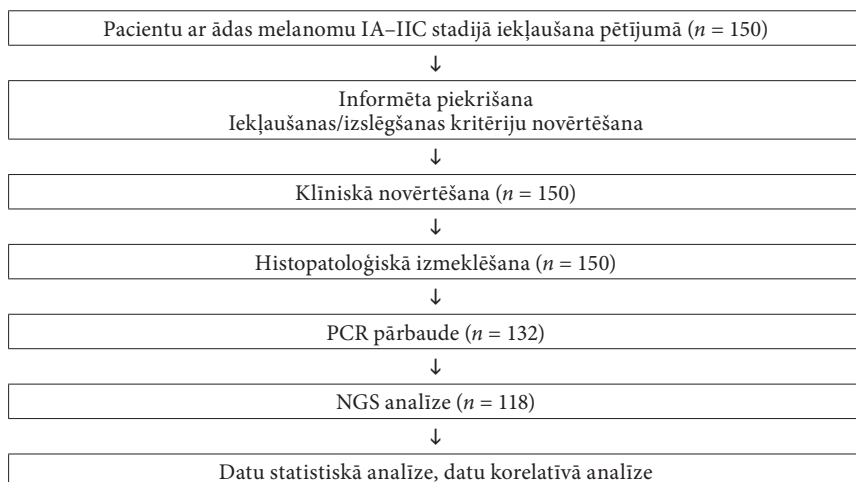 Pacientu ar ādas melanomu IA–IIC stadijā iekļaušana pētījumā (n = 150)
↓
Informēta piekrišana
Iekļaušanas/izslēgšanas kritēriju novērtēšana
↓
Klīniskā novērtēšana (n = 150)
↓
Histopatoloģiskā izmeklēšana (n = 150)
↓
PCR pārbaude (n = 132)
↓
NGS analīze (n = 118)
↓
Datu statistiskā analīze, datu korelatīvā analīze